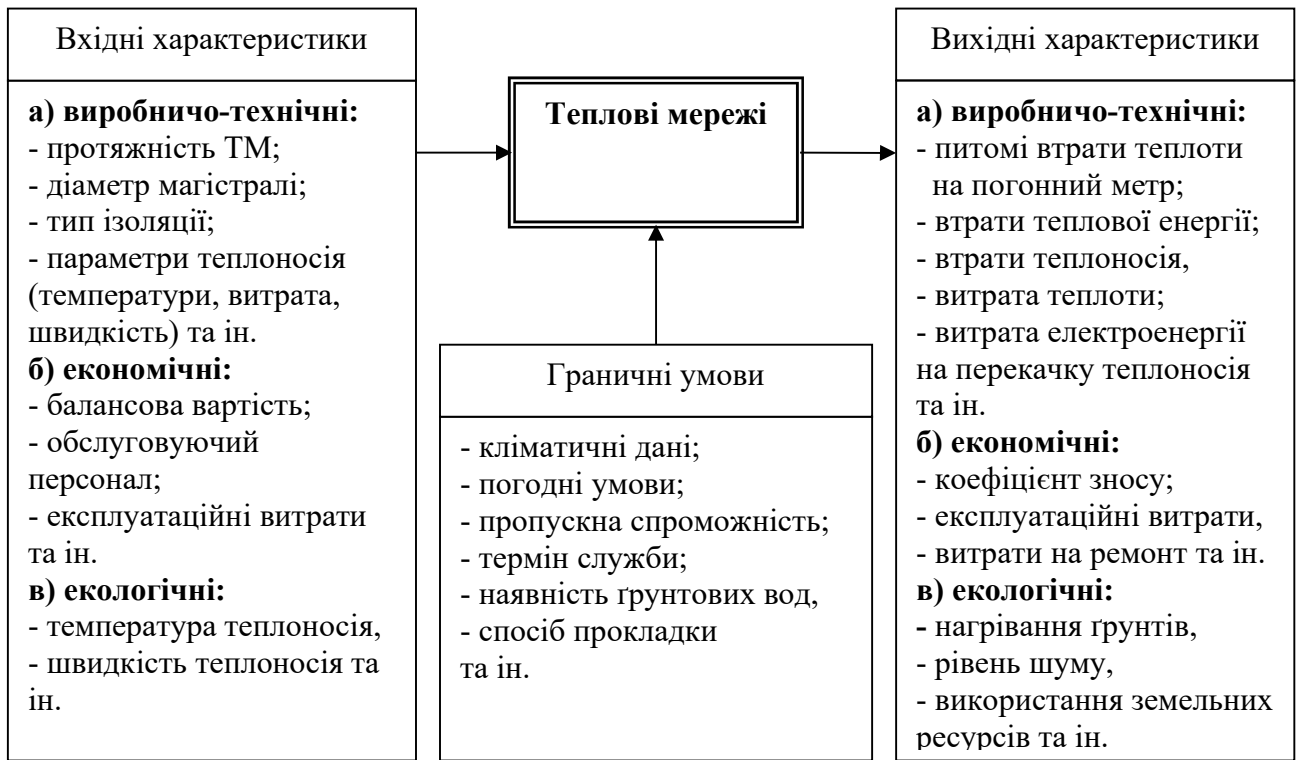 Вхідні характеристики
а) виробничо-технічні:
- протяжність ТМ;
- діаметр магістралі;
- тип ізоляції;
- параметри теплоносія
(температури, витрата,
швидкість) та ін.
б) економічні:
- балансова вартість;
- обслуговуючий
персонал;
- експлуатаційні витрати
та ін.
в) екологічні:
- температура теплоносія,
- швидкість теплоносія та
ін.
Теплові мережі
Граничні умови
- кліматичні дані;
- погодні умови;
- пропускна спроможність;
- термін служби;
- наявність ґрунтових вод,
- спосіб прокладки
та ін.
Вихідні характеристики
а) виробничо-технічні:
- питомі втрати теплоти
на погонний метр;
- втрати теплової енергії;
- втрати теплоносія,
- витрата теплоти;
- витрата електроенергії
на перекачку теплоносія
та ін.
б) економічні:
- коефіцієнт зносу;
- експлуатаційні витрати,
- витрати на ремонт та ін.
в) екологічні:
- нагрівання ґрунтів,
- рівень шуму,
- використання земельних
ресурсів та ін.